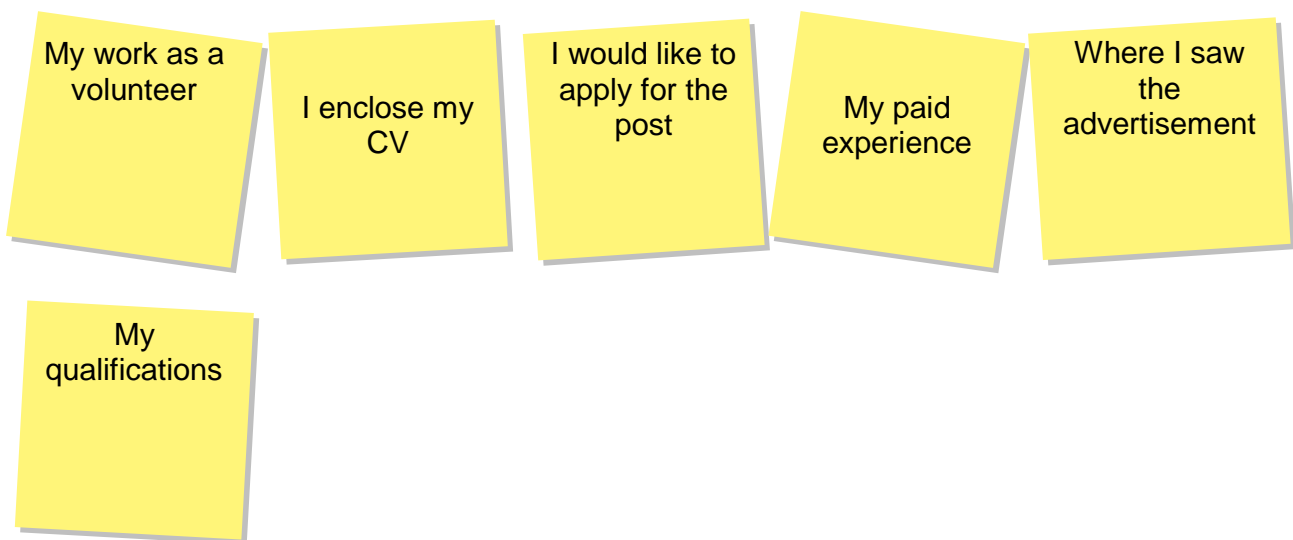 My work as a
volunteer
I enclose my
CV
I would like to
apply for the
post
My paid
experience
Where I saw
the
advertisement
My
qualifications